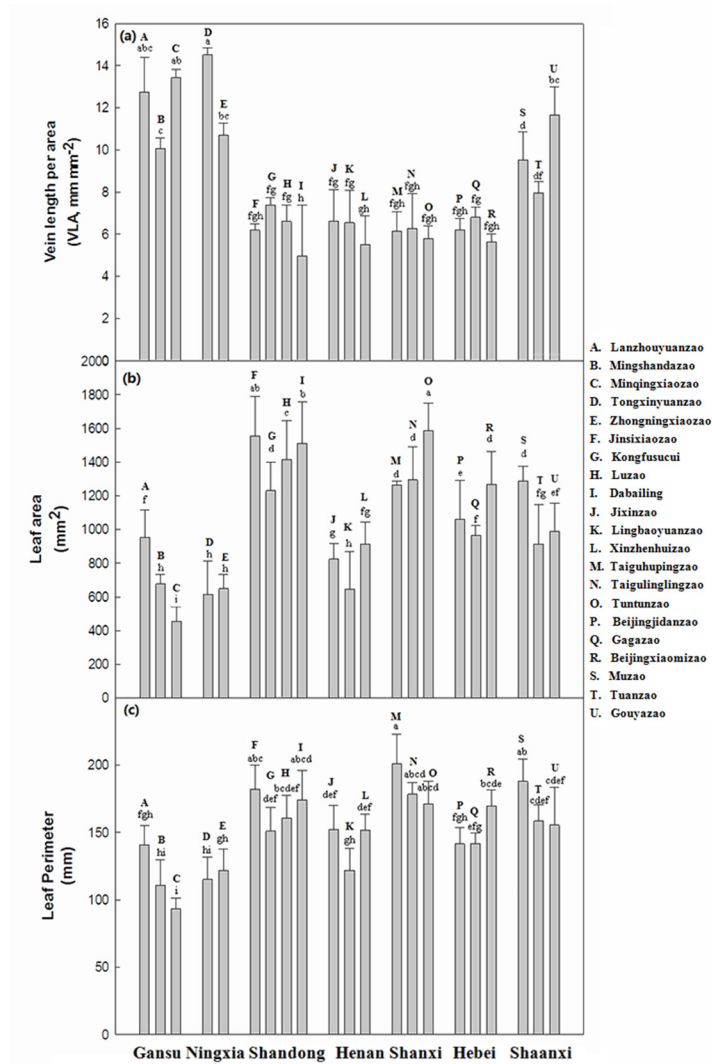 (a)
Vein length per area
(VLA, mm mm-2)
16
14
12
10
8
6
4
2
A
abc
B
c
C
ab
D
a
E
bc
F
fgh
G
fg
H
fg
I
h
J
fg
K
fg
L
gh
M
fgh
N
fgh
O
fgh
P
fgh
Q
fg
R
fgh
S
d
T
df
U
bc
(b)
Leaf area
(mm2)
2000
1800
1600
1400
1200
1000
800
600
400
200
0
A
f
B
h
C
i
D
h
E
h
F
ab
G
d
H
c
I
b
J
g
K
h
L
fg
M
d
N
d
O
a
P
e
Q
f
R
d
S
d
T
fg
U
ef
(c)
Leaf Perimeter
(mm)
200
150
100
50
0
A
fgh
B
hi
C
i
D
hi
E
gh
F
abc
G
def
H
bcdef
I
abcd
J
def
K
gh
L
def
M
a
N
abcd
O
abcd
P
fgh
Q
efg
R
bcde
S
ab
T
cdef
U
cdef
Gansu Ningxia Shandong Henan Shanxi Hebei Shaanxi
A. Lanzhouyuanzao
B. Mingshandazao
C. Minqingxiaozao
D. Tongxinyuanzao
E. Zhongningxiaozao
F. Jinsixiaozao
G. Kongfusucui
H. Luzao
I. Dabailing
J. Jixinzao
K. Lingbaoyuanzao
L. Xinzhenhuizao
M. Taiguhupingzao
N. Taigulinglingzao
O. Tuntunzao
P. Beijingjidanzao
Q. Gagazao
R. Beijingxiaomizao
S. Muzao
T. Tuanzao
U. Gouyazao